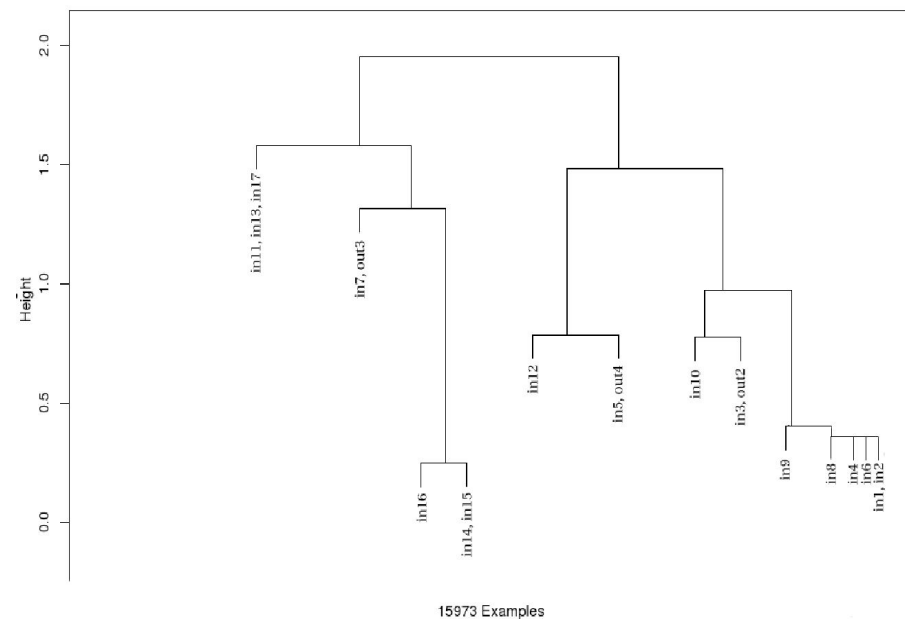 2.0
1.5
1.0
0.5
0.0
Height
in11, in13, in17
in7, out3
in16
in14, in15
in12
in5, out4
in10
in3, out2
in9
in8
in4
in6
in1, in2
15973 Examples